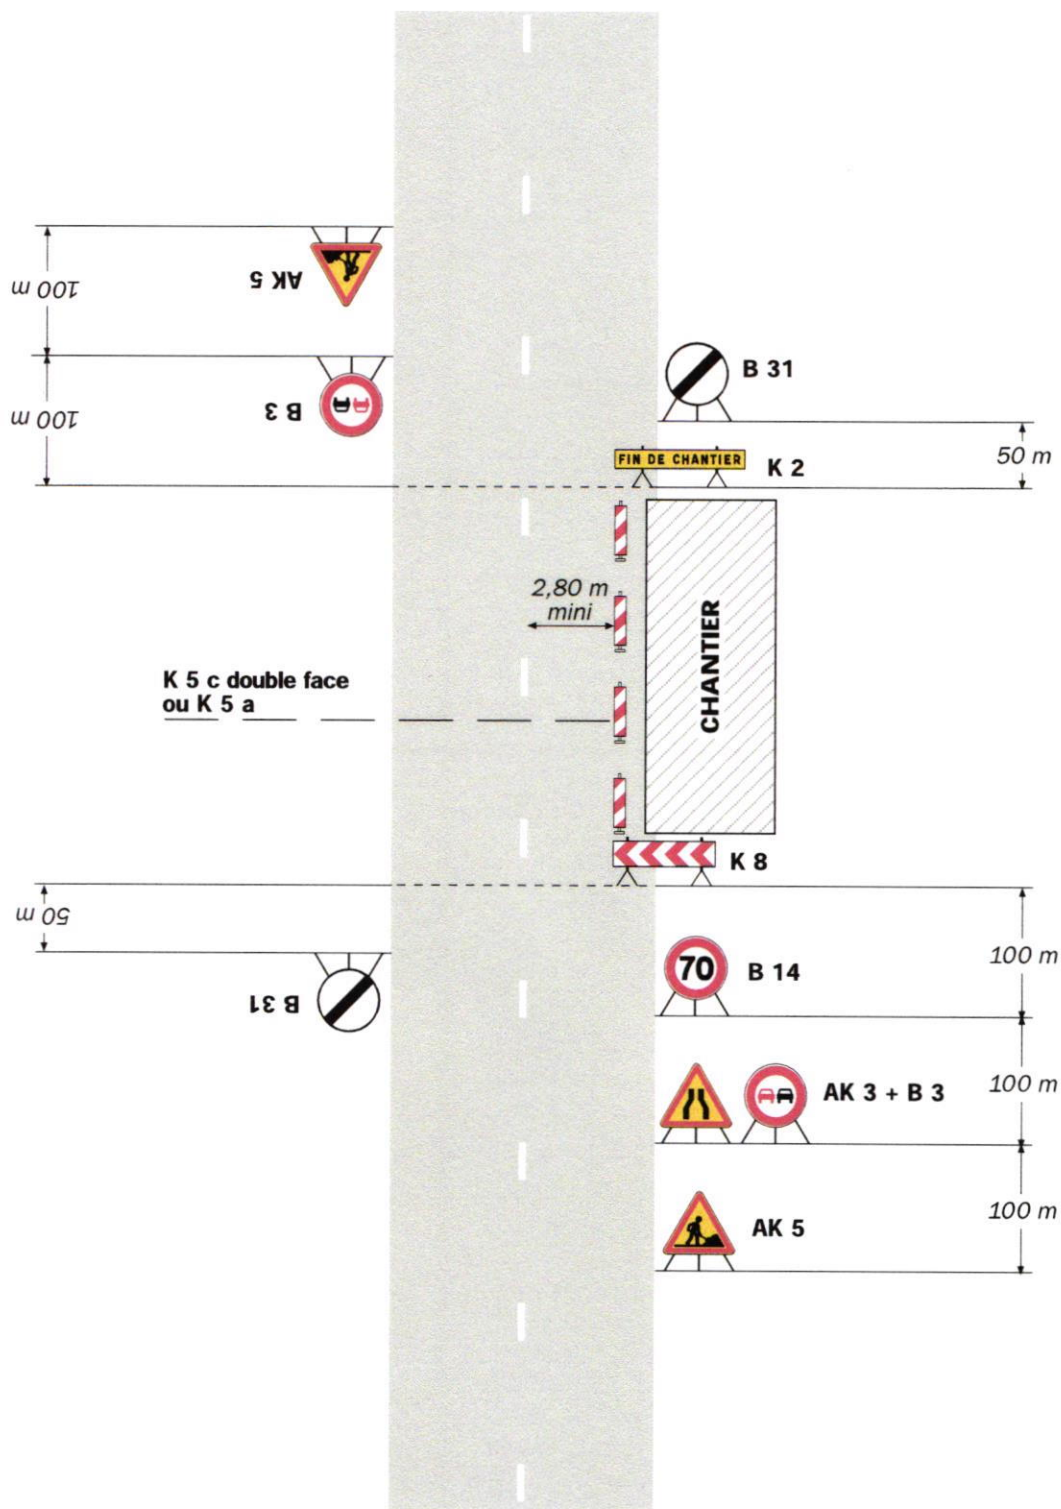 100 m
AK 5
100 m
B 3
B 31
FIN DE CHANTIER
K 2
50 m
2,80 m
mini
CHANTIER
K 5 c double face
ou K 5 a
K 8
50 m
B 31
70
B 14
100 m
AK 3 + B 3
100 m
AK 5
100 m